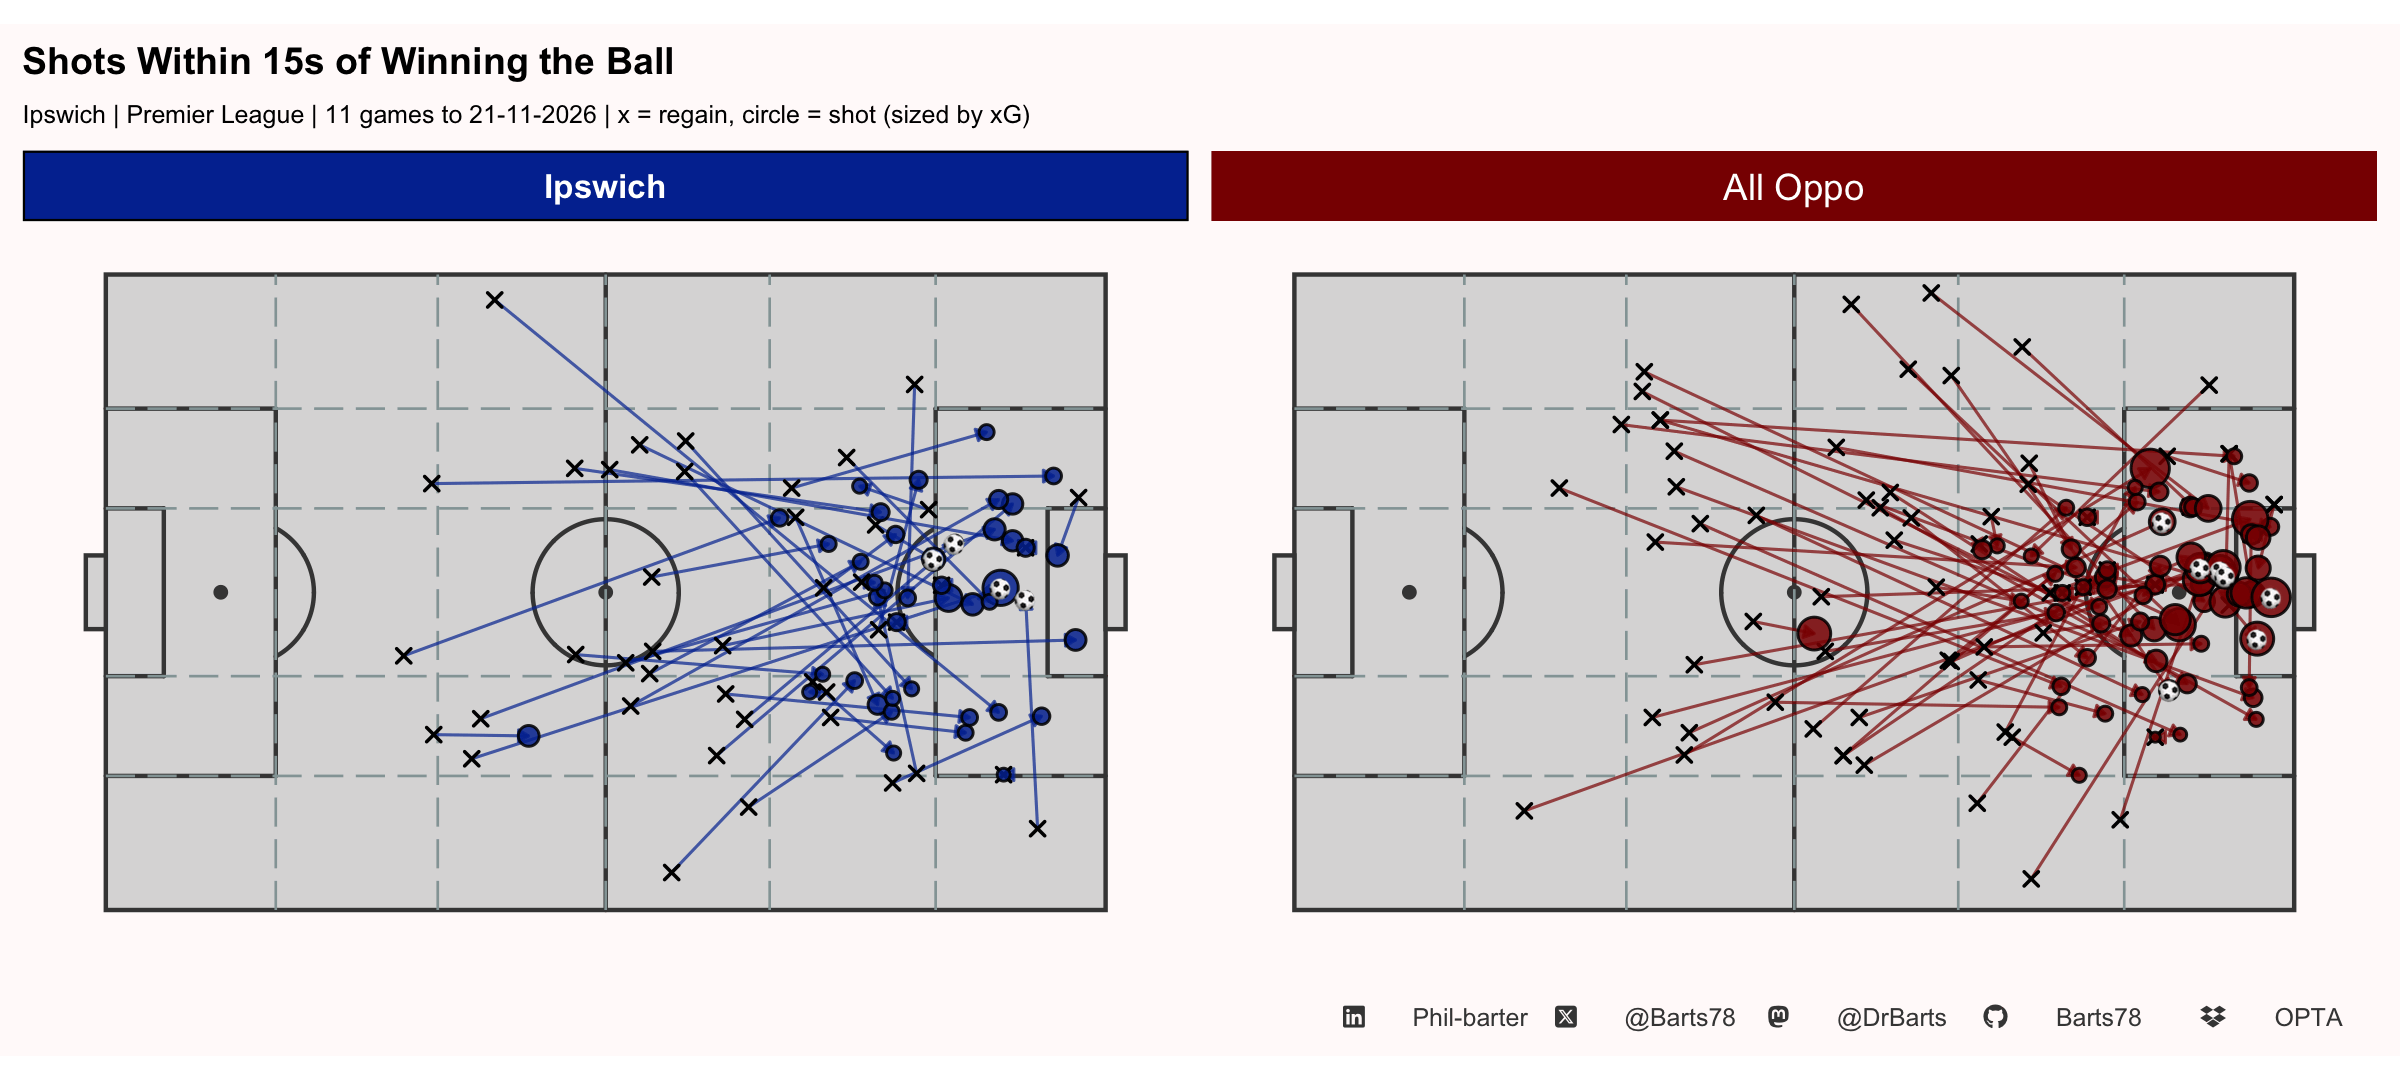 Shots Within 15s of Winning the Ball
Ipswich | Premier League | 11 games to 21-11-2026 | x = regain, circle = shot (sized by xG)
Ipswich
All Oppo
Phil-barter @Barts78 @DrBarts Barts78 OPTA